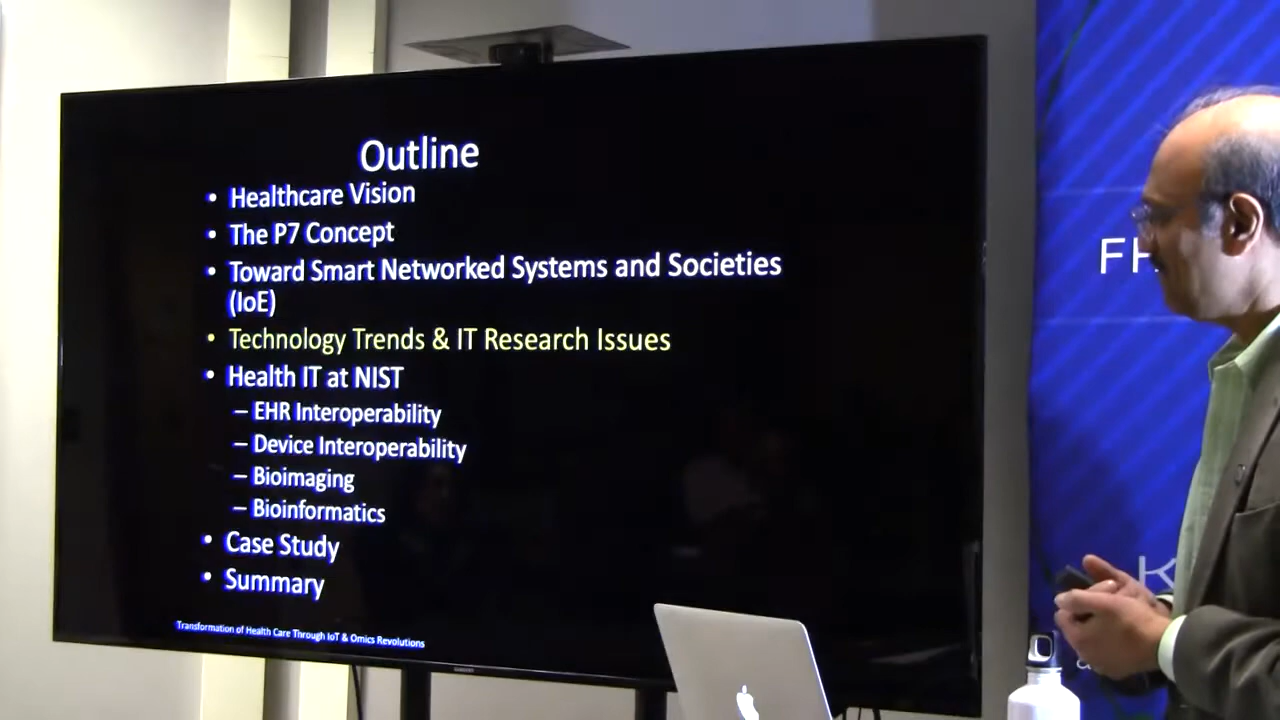 Outline
• Healthcare Vision
• The P7 Concept
• Toward Smart Networked Systems and Societies
(IoE)
• Technology Trends & IT Research Issues
• Health IT at NIST
– EHR Interoperability
– Device Interoperability
– Bioimaging
– Bioinformatics
• Case Study
• Summary
Transformation of Health Care Through IoT & Omics Revolutions
FH
K